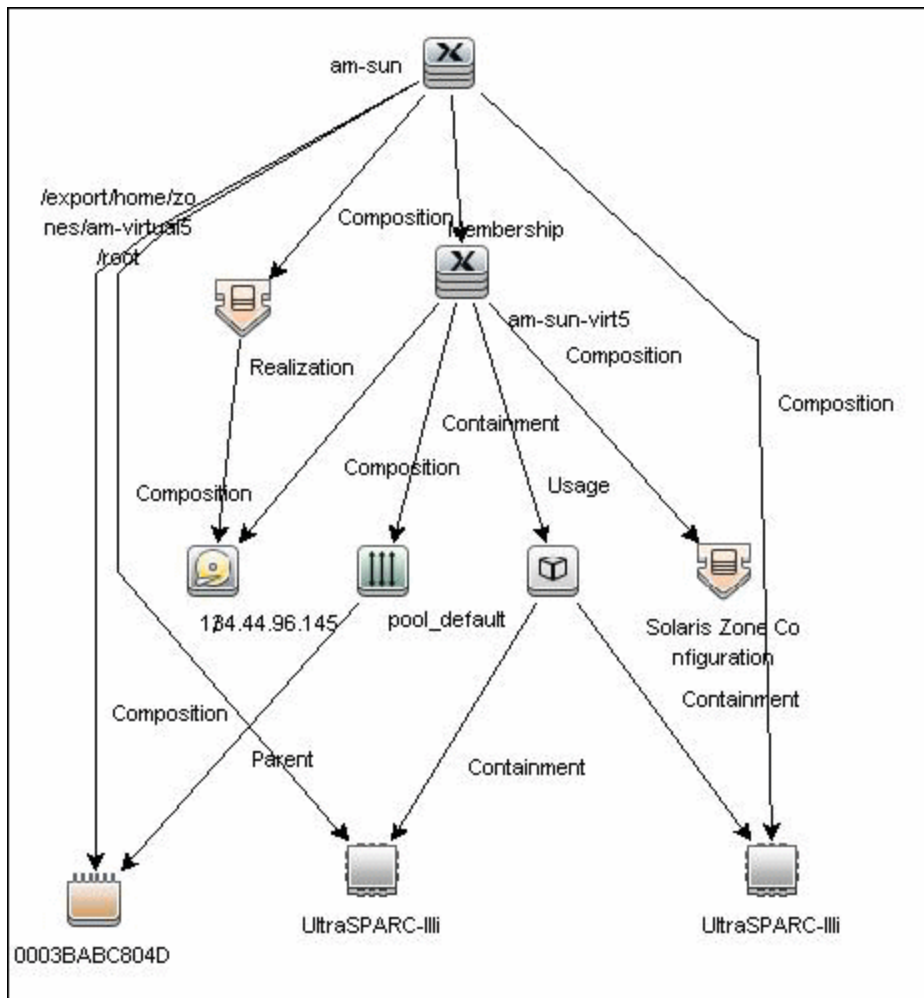 am-sun
/export/home/zo
nes/am-virtual5
/root
Composition
Membership
am-sun-virt5
Realization
Composition
Composition
Containment
Composition
Composition
Usage
134.44.96.145
pool_default
Solaris Zone Co
nfiguration
Composition
Containment
Parent
Containment
UltraSPARC-IIIi
UltraSPARC-IIIi
0003BABC804D